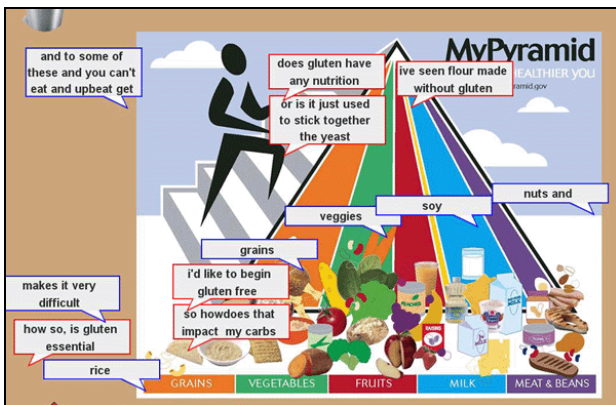 MyPyramid
HEALTHIER YOU
ramid.gov
and to some of
these and you can't
eat and upbeat get
does gluten have
any nutrition
ive seen flour made
without gluten
or is it just used
to stick together
the yeast
nuts and
soy
veggies
grains
i'd like to begin
gluten free
makes it very
difficult
so howdoes that
impact my carbs
how so, is gluten
essential
rice
PEACHES
RAISINS
GRAINS
VEGETABLES
FRUITS
MILK
MEAT & BEANS